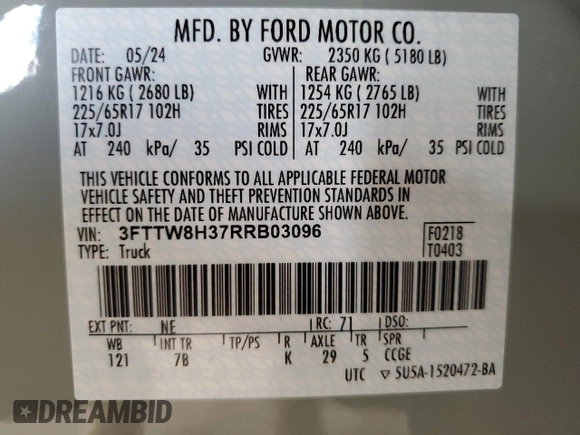 MFD. BY FORD MOTOR CO.
DATE: 05/24 GVWR: 2350 KG ( 5180 LB)
FRONT GAWR: REAR GAWR:
1216 KG ( 2680 LB) WITH 1254 KG ( 2765 LB) WITH
225/65R17 102H TIRES 225/65R17 102H TIRES
17x7.0J RIMS 17x7.0J RIMS
AT 240 kPa/ 35 PSI COLD AT 240 kPa/ 35 PSI COLD
THIS VEHICLE CONFORMS TO ALL APPLICABLE FEDERAL MOTOR
VEHICLE SAFETY AND THEFT PREVENTION STANDARDS IN
EFFECT ON THE DATE OF MANUFACTURE SHOWN ABOVE.
VIN: 3FTTW8H37RRB03096 F0218
TYPE: Truck T0403
EXT PNT: NE RC: 71 DSO:
WB INT TR TP/PS R AXLE TR SPR
121 7B K 29 5 CCGE
UTC ▽ 5U5A-1520472-BA
DREAMBID